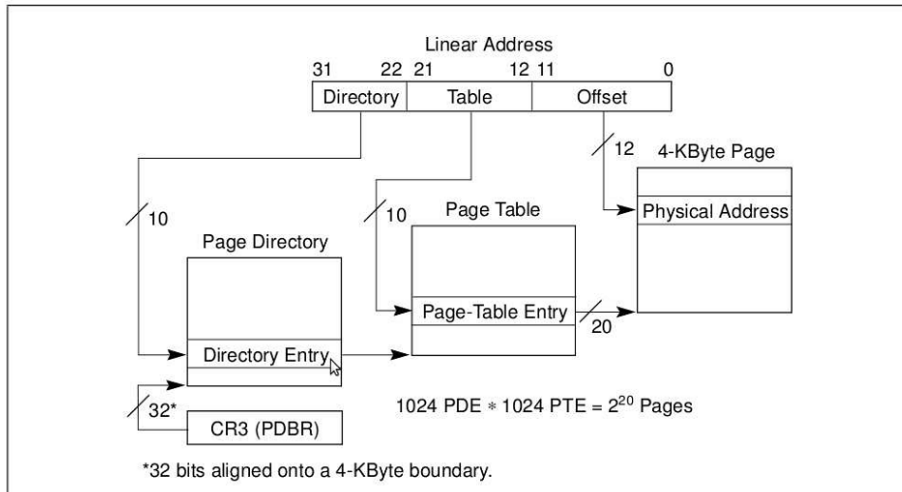 Linear Address
31 22 21 12 11 0
Directory Table Offset
12
4-KByte Page
Physical Address
10
10
Page Table
Page Directory
Page-Table Entry
20
Directory Entry
1024 PDE * 1024 PTE = 2²⁰ Pages
32*
CR3 (PDBR)
*32 bits aligned onto a 4-KByte boundary.